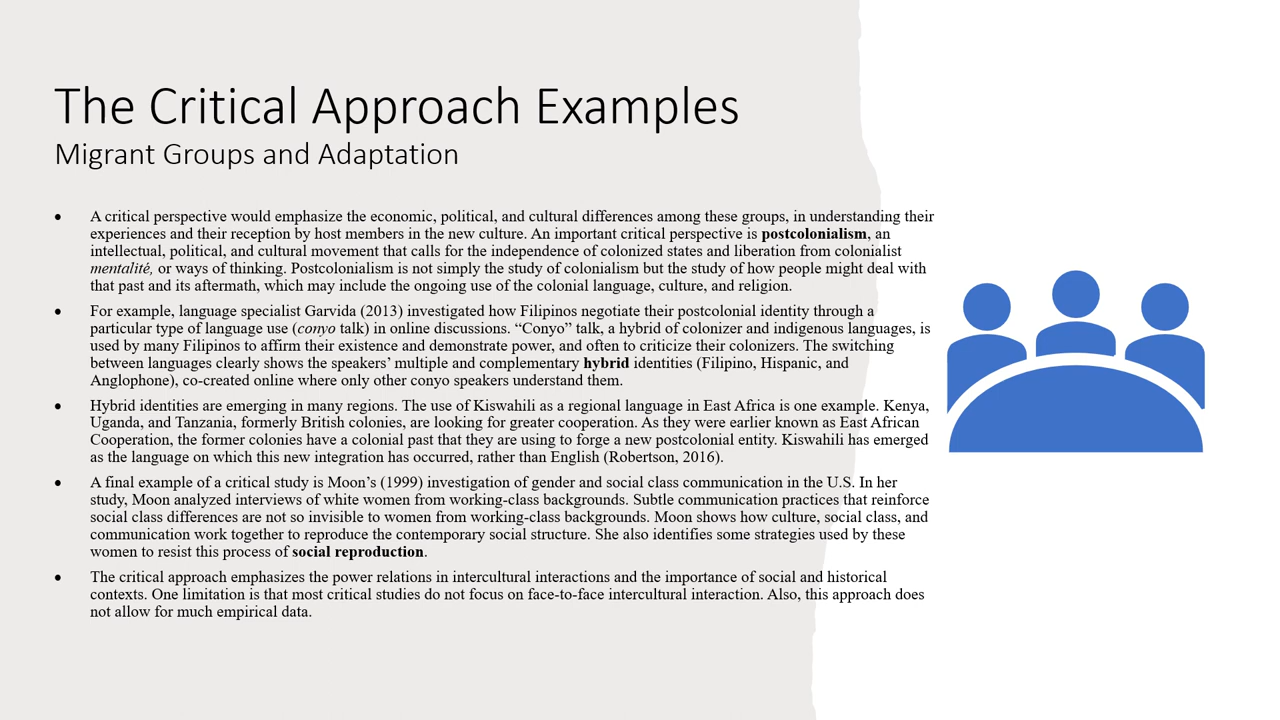 The Critical Approach Examples
Migrant Groups and Adaptation
• A critical perspective would emphasize the economic, political, and cultural differences among these groups, in understanding their
experiences and their reception by host members in the new culture. An important critical perspective is postcolonialism, an
intellectual, political, and cultural movement that calls for the independence of colonized states and liberation from colonialist
mentalité, or ways of thinking. Postcolonialism is not simply the study of colonialism but the study of how people might deal with
that past and its aftermath, which may include the ongoing use of the colonial language, culture, and religion.
• For example, language specialist Garvida (2013) investigated how Filipinos negotiate their postcolonial identity through a
particular type of language use (conyo talk) in online discussions. “Conyo” talk, a hybrid of colonizer and indigenous languages, is
used by many Filipinos to affirm their existence and demonstrate power, and often to criticize their colonizers. The switching
between languages clearly shows the speakers’ multiple and complementary hybrid identities (Filipino, Hispanic, and
Anglophone), co-created online where only other conyo speakers understand them.
• Hybrid identities are emerging in many regions. The use of Kiswahili as a regional language in East Africa is one example. Kenya,
Uganda, and Tanzania, formerly British colonies, are looking for greater cooperation. As they were earlier known as East African
Cooperation, the former colonies have a colonial past that they are using to forge a new postcolonial entity. Kiswahili has emerged
as the language on which this new integration has occurred, rather than English (Robertson, 2016).
• A final example of a critical study is Moon’s (1999) investigation of gender and social class communication in the U.S. In her
study, Moon analyzed interviews of white women from working-class backgrounds. Subtle communication practices that reinforce
social class differences are not so invisible to women from working-class backgrounds. Moon shows how culture, social class, and
communication work together to reproduce the contemporary social structure. She also identifies some strategies used by these
women to resist this process of social reproduction.
• The critical approach emphasizes the power relations in intercultural interactions and the importance of social and historical
contexts. One limitation is that most critical studies do not focus on face-to-face intercultural interaction. Also, this approach does
not allow for much empirical data.